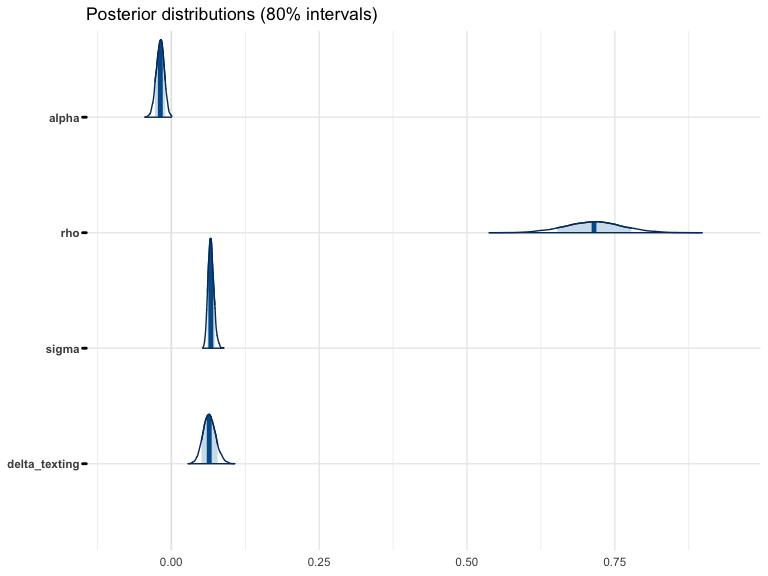 Posterior distributions (80% intervals)
alpha
rho
sigma
delta_texting
0.00 0.25 0.50 0.75